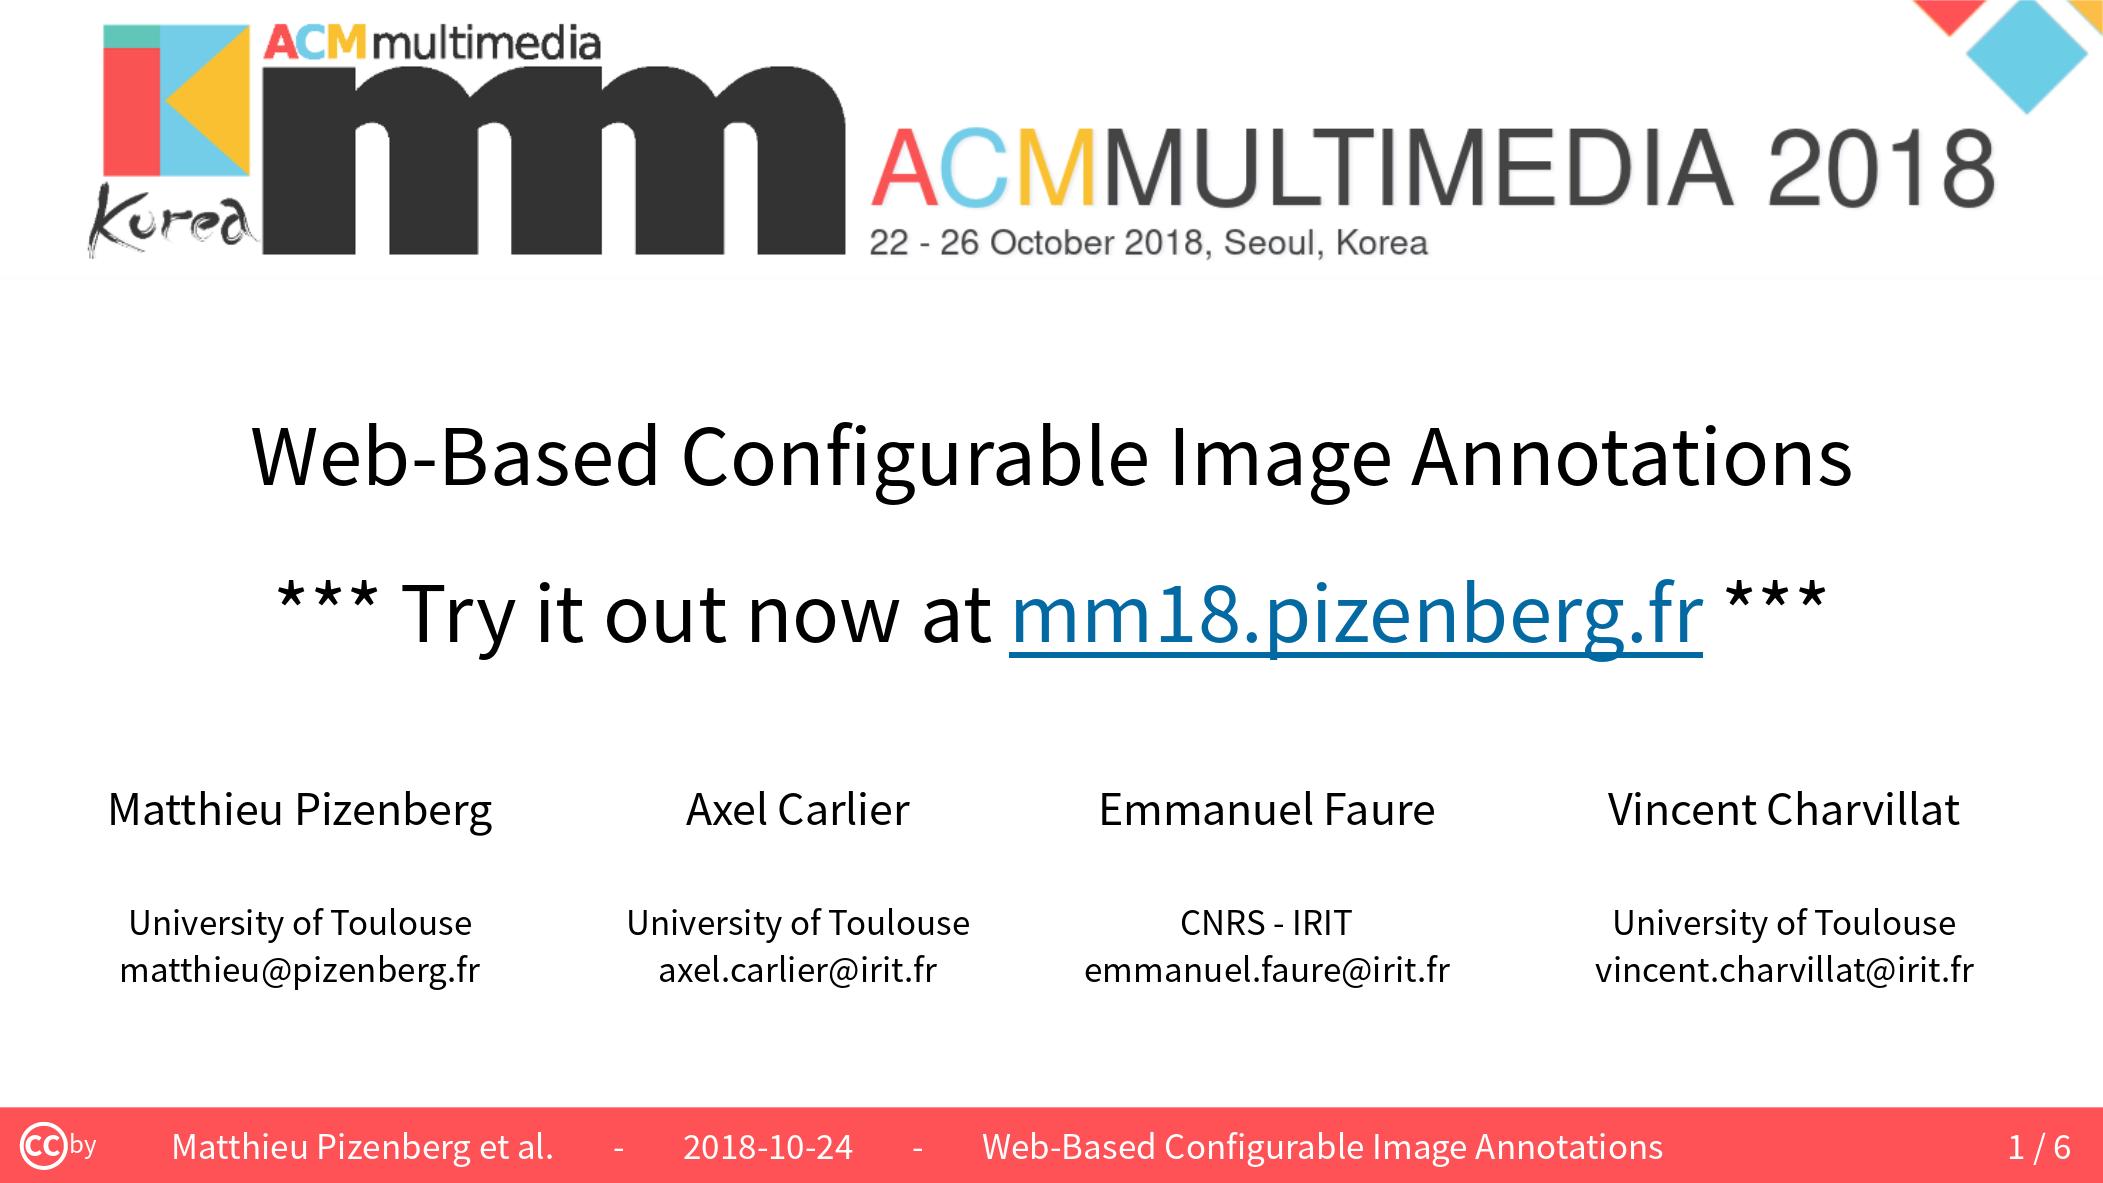 ACMmultimedia
mm
Korea
ACMMULTIMEDIA 2018
22 - 26 October 2018, Seoul, Korea
Web-Based Configurable Image Annotations
*** Try it out now at mm18.pizenberg.fr ***
Matthieu Pizenberg
Axel Carlier
Emmanuel Faure
Vincent Charvillat
University of Toulouse
matthieu@pizenberg.fr
University of Toulouse
axel.carlier@irit.fr
CNRS - IRIT
emmanuel.faure@irit.fr
University of Toulouse
vincent.charvillat@irit.fr
cc by Matthieu Pizenberg et al. - 2018-10-24 - Web-Based Configurable Image Annotations 1 / 6